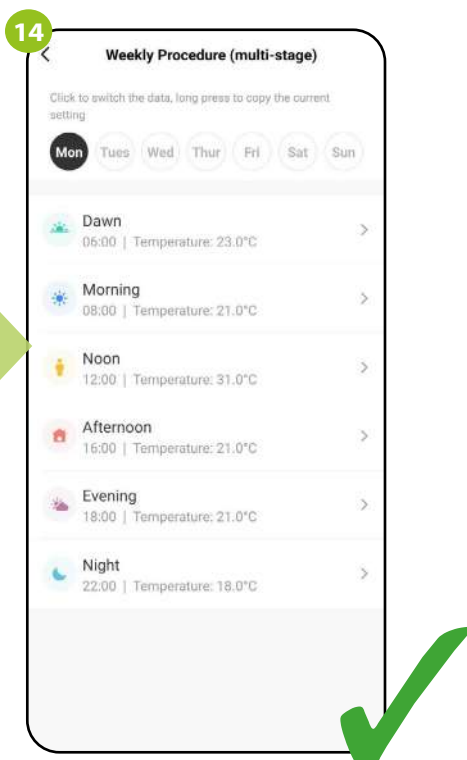 14
Weekly Procedure (multi-stage)
Click to switch the data, long press to copy the current
setting
Mon Tues Wed Thur Fri Sat Sun
Dawn
06:00 | Temperature: 23.0°C
Morning
08:00 | Temperature: 21.0°C
Noon
12:00 | Temperature: 31.0°C
Afternoon
16:00 | Temperature: 21.0°C
Evening
18:00 | Temperature: 21.0°C
Night
22:00 | Temperature: 18.0°C